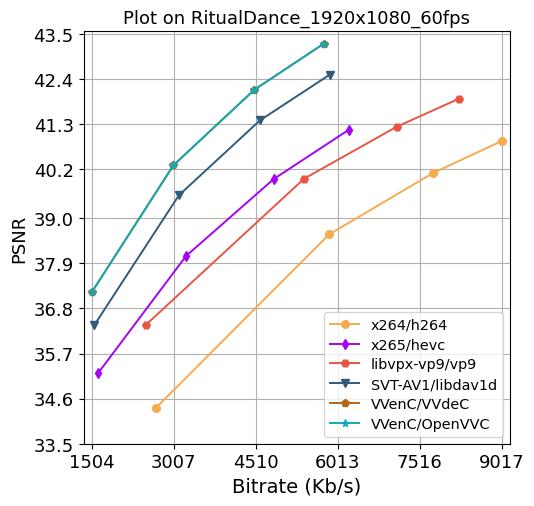 Plot on RitualDance_1920x1080_60fps
PSNR
43.5
42.4
41.3
40.2
39.0
37.9
36.8
35.7
34.6
33.5
x264/h264
x265/hevc
libvpx-vp9/vp9
SVT-AV1/libdav1d
VVenC/VVdeC
VVenC/OpenVVC
1504 3007 4510 6013 7516 9017
Bitrate (Kb/s)